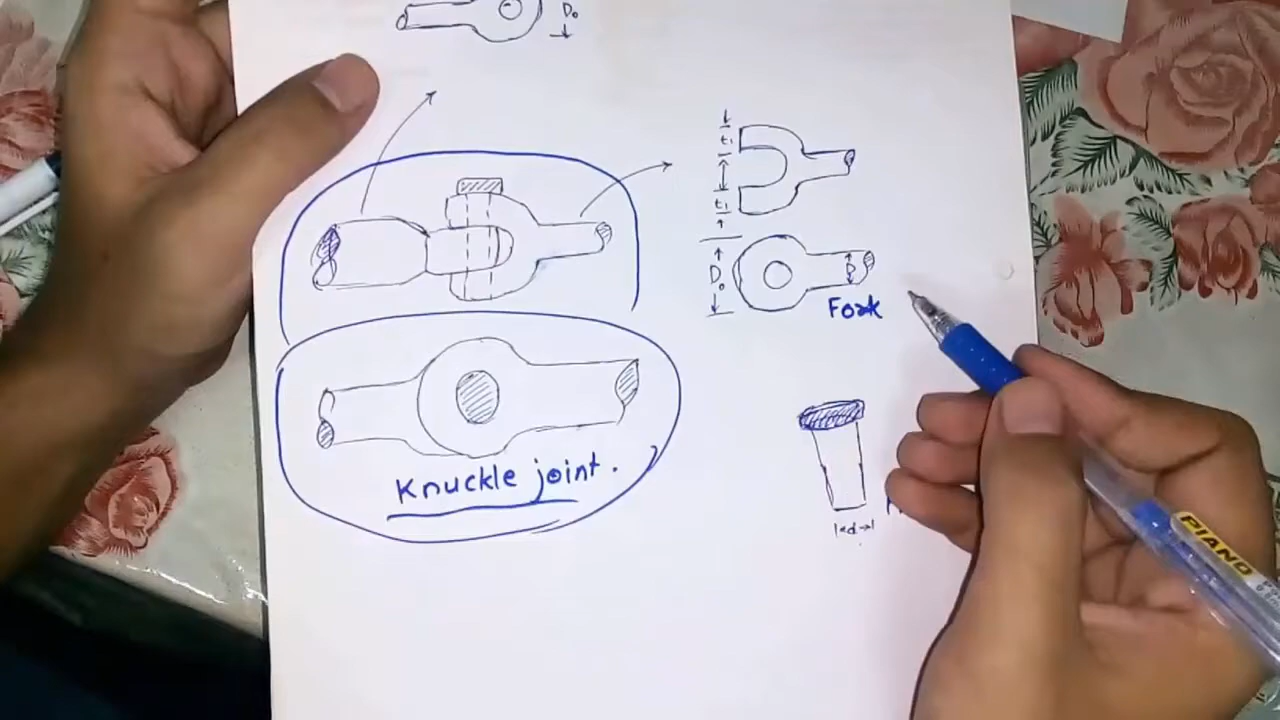 D₀
t₁
t₁
D₀
D
Fork
Knuckle joint.
d
PIANO